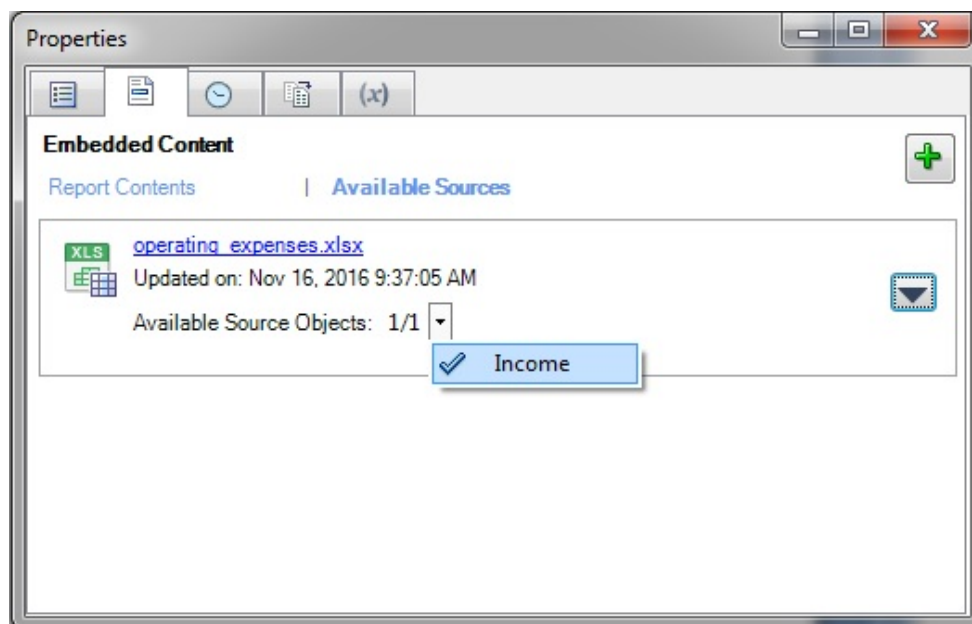 Properties
(x)
Embedded Content
Report Contents | Available Sources
XLS operating_expenses.xlsx
Updated on: Nov 16, 2016 9:37:05 AM
Available Source Objects: 1/1
Income